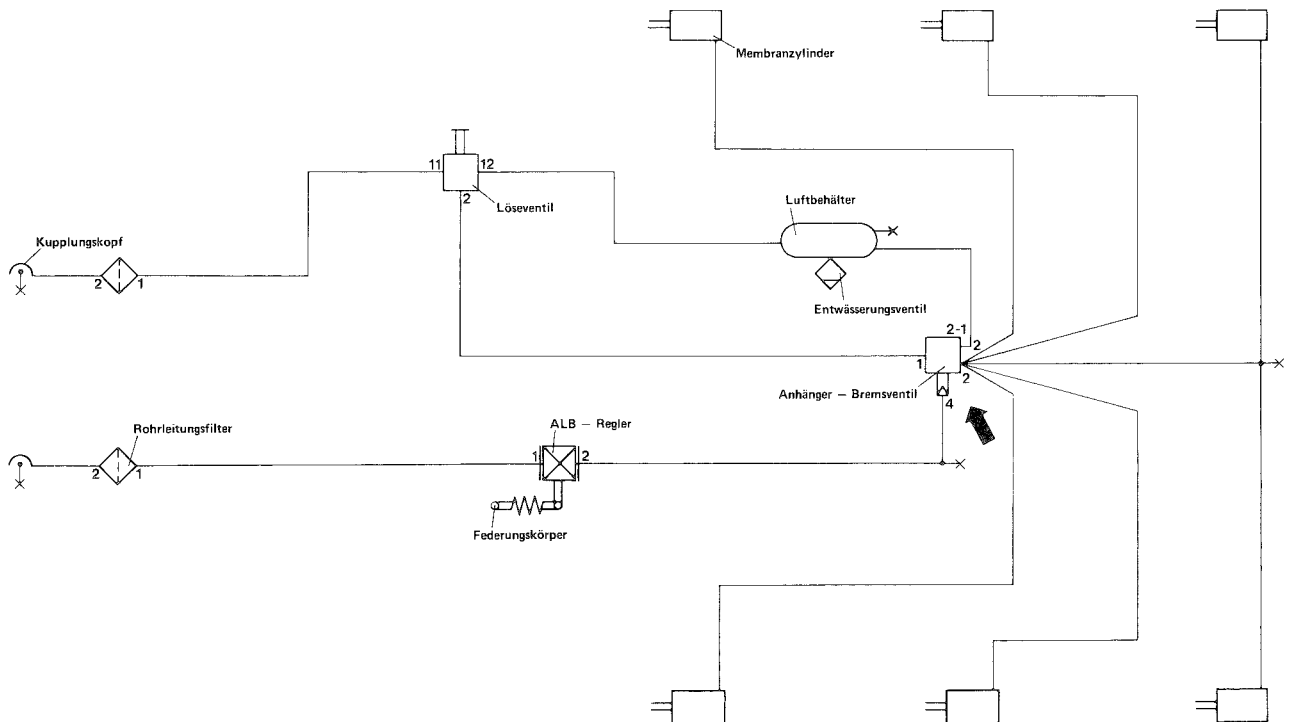 Membranzylinder
11 12
2
Löseventil
Luftbehälter
Kupplungskopf
2 1
Entwässerungsventil
2-1
2
1
2
Anhänger – Bremsventil
4
ALB – Regler
Rohrleitungsfilter
1 2
2 1
Federungskörper